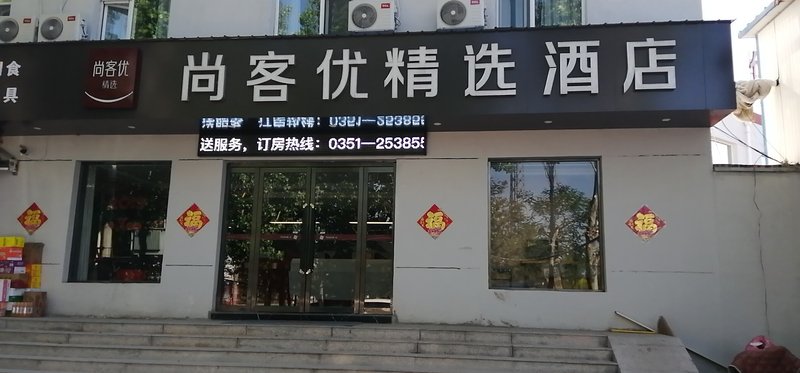 食
具
尚客优
精选
尚客优精选酒店
送服务，订房热线：0351—253855
福
福
福
福